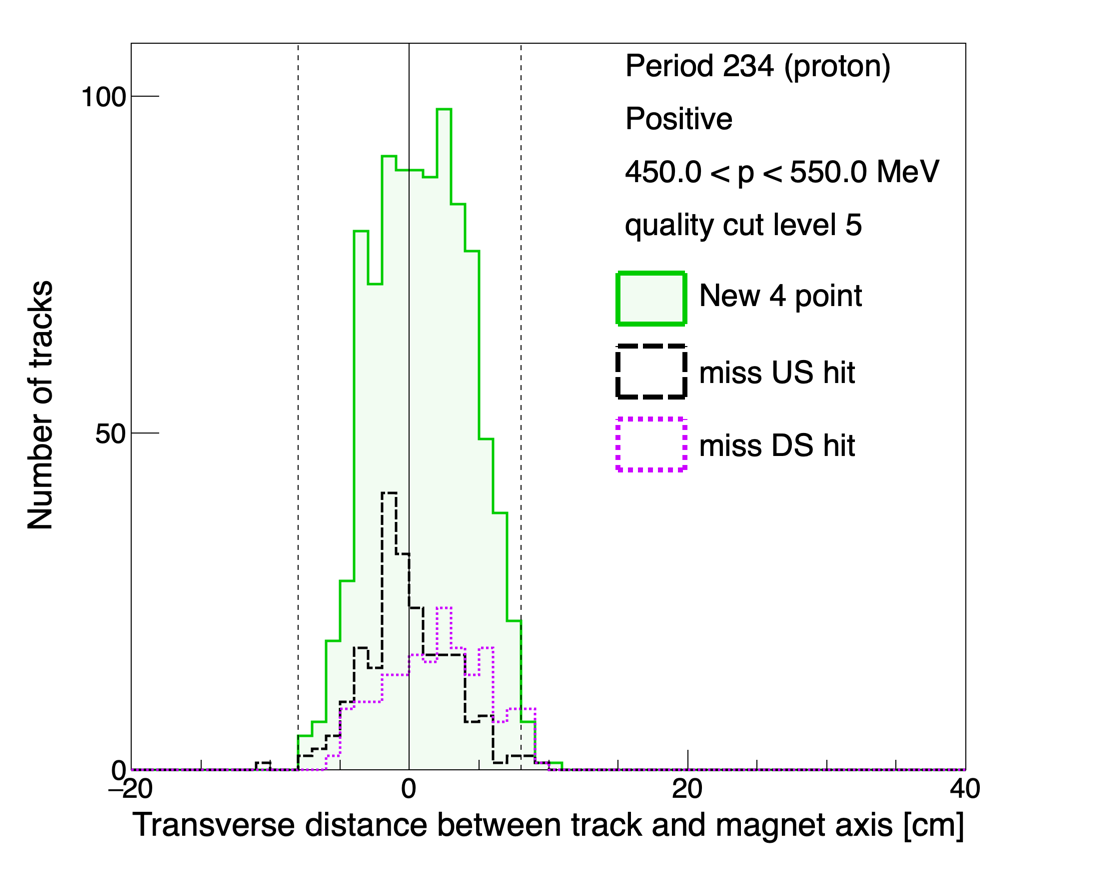 Period 234 (proton)
Positive
450.0 < p < 550.0 MeV
quality cut level 5
New 4 point
miss US hit
miss DS hit
Number of tracks
100
50
0
−20
0
20
40
Transverse distance between track and magnet axis [cm]